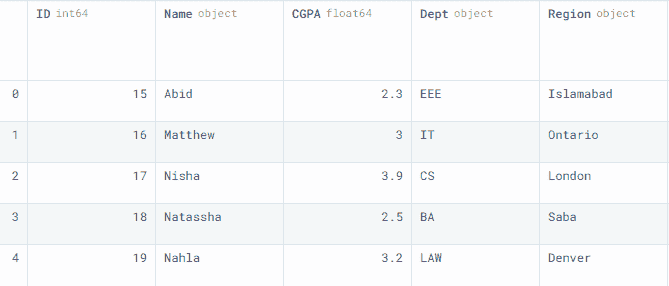 ID int64 Name object CGPA float64 Dept object Region object
0 15 Abid 2.3 EEE Islamabad
1 16 Matthew 3 IT Ontario
2 17 Nisha 3.9 CS London
3 18 Natassha 2.5 BA Saba
4 19 Nahla 3.2 LAW Denver